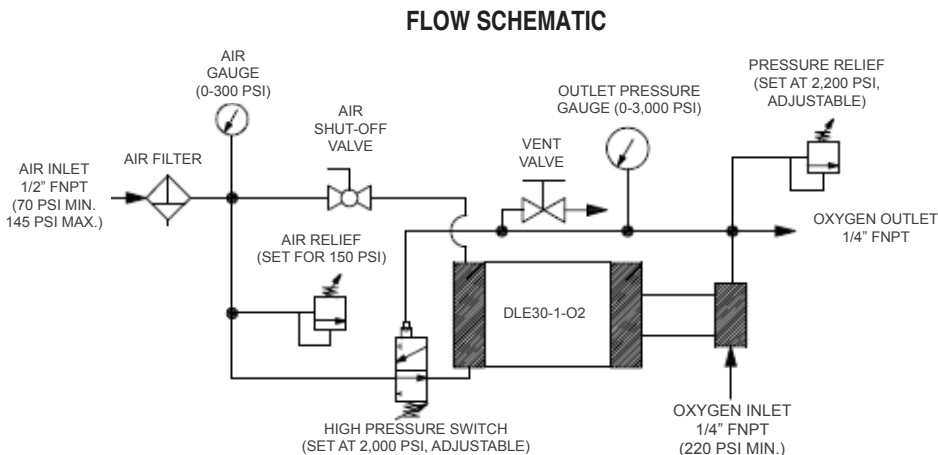 FLOW SCHEMATIC
AIR
GAUGE
(0-300 PSI)
AIR
SHUT-OFF
VALVE
OUTLET PRESSURE
GAUGE (0-3,000 PSI)
PRESSURE RELIEF
(SET AT 2,200 PSI,
ADJUSTABLE)
AIR INLET
1/2" FNPT
(70 PSI MIN.
145 PSI MAX.)
AIR FILTER
VENT
VALVE
OXYGEN OUTLET
1/4" FNPT
AIR RELIEF
(SET FOR 150 PSI)
DLE30-1-O2
HIGH PRESSURE SWITCH
(SET AT 2,000 PSI, ADJUSTABLE)
OXYGEN INLET
1/4" FNPT
(220 PSI MIN.)